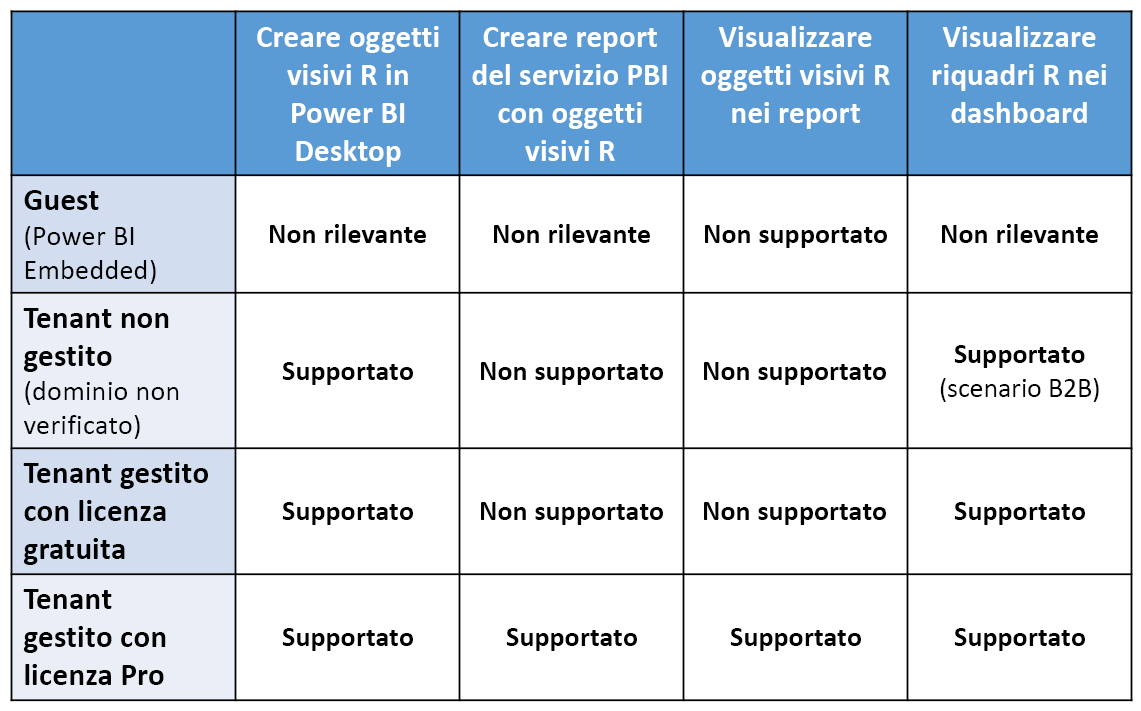 Creare oggetti
visivi R in
Power BI
Desktop
Creare report
del servizio PBI
con oggetti
visivi R
Visualizzare
oggetti visivi R
nei report
Visualizzare
riquadri R nei
dashboard
Guest
(Power BI
Embedded)
Non rilevante
Non rilevante
Non supportato
Non rilevante
Tenant non
gestito
(dominio non
verificato)
Supportato
Non supportato
Non supportato
Supportato
(scenario B2B)
Tenant gestito
con licenza
gratuita
Supportato
Non supportato
Non supportato
Supportato
Tenant
gestito con
licenza Pro
Supportato
Supportato
Supportato
Supportato